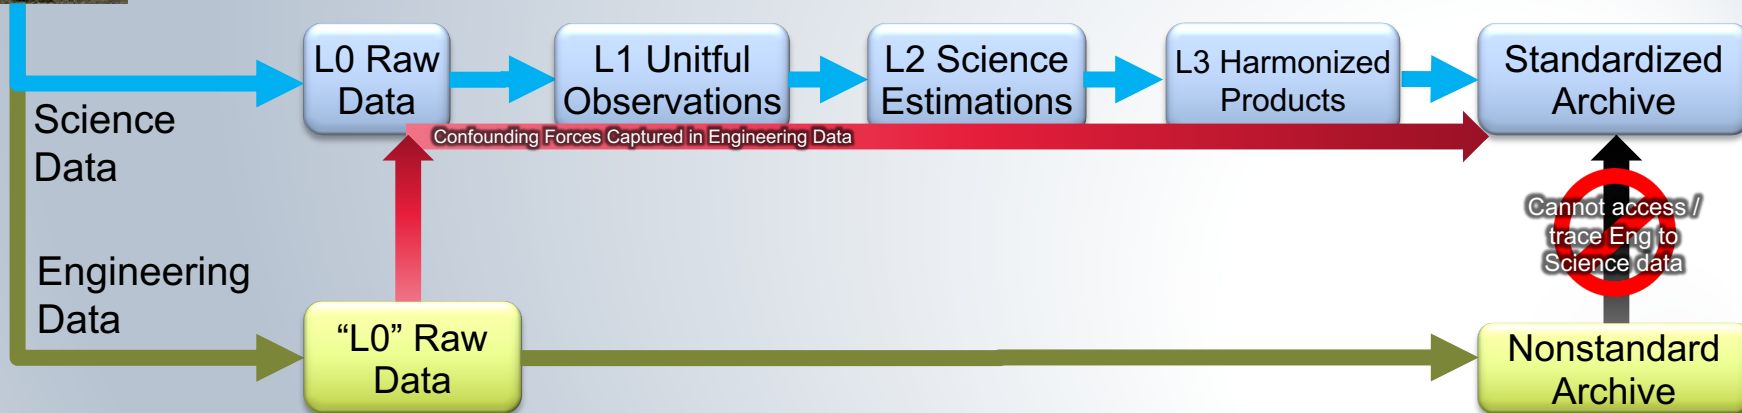 L0 Raw
Data
L1 Unitful
Observations
L2 Science
Estimations
L3 Harmonized
Products
Standardized
Archive
Science
Data
Confounding Forces Captured in Engineering Data
Cannot access /
trace Eng to
Science data
Engineering
Data
“L0” Raw
Data
Nonstandard
Archive